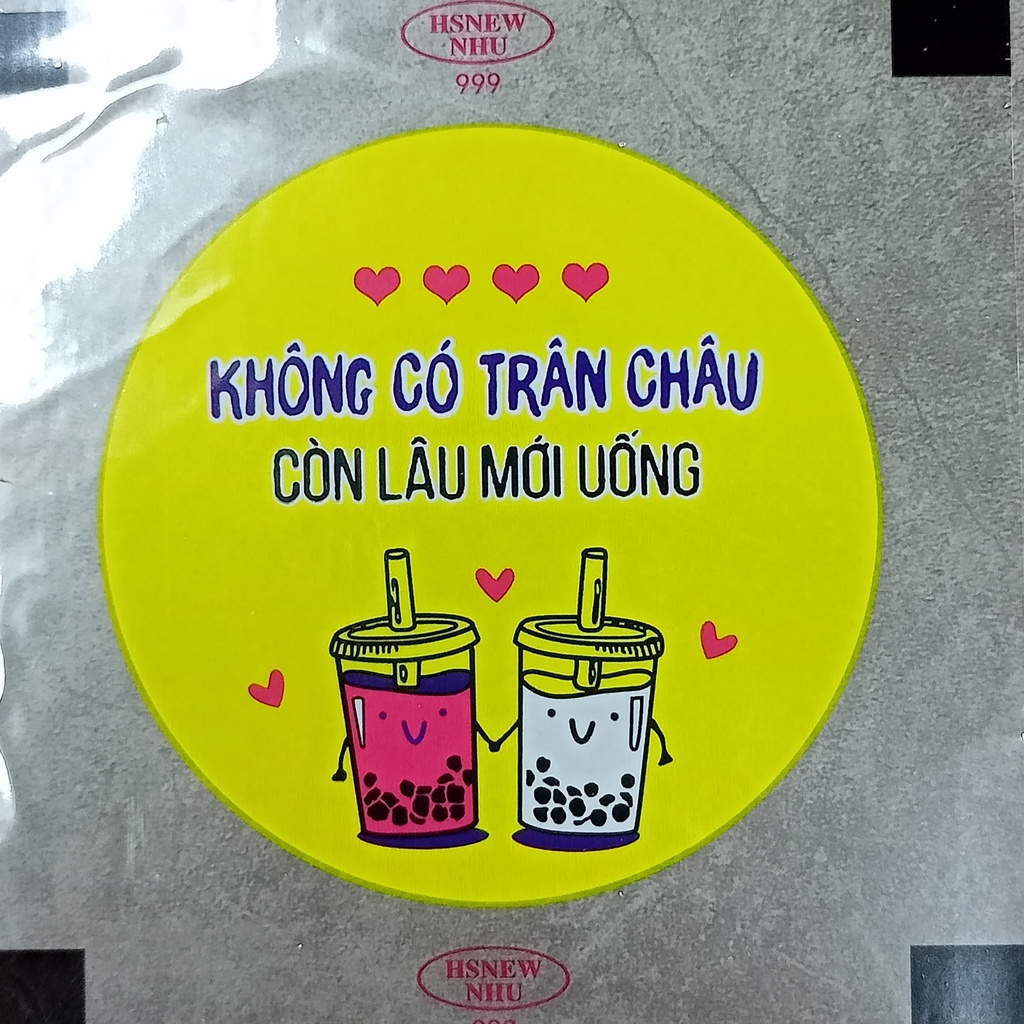 HSNEW
NHU
999
KHÔNG CÓ TRÂN CHÂU
CÒN LÂU MỚI UỐNG
HSNEW
NHU